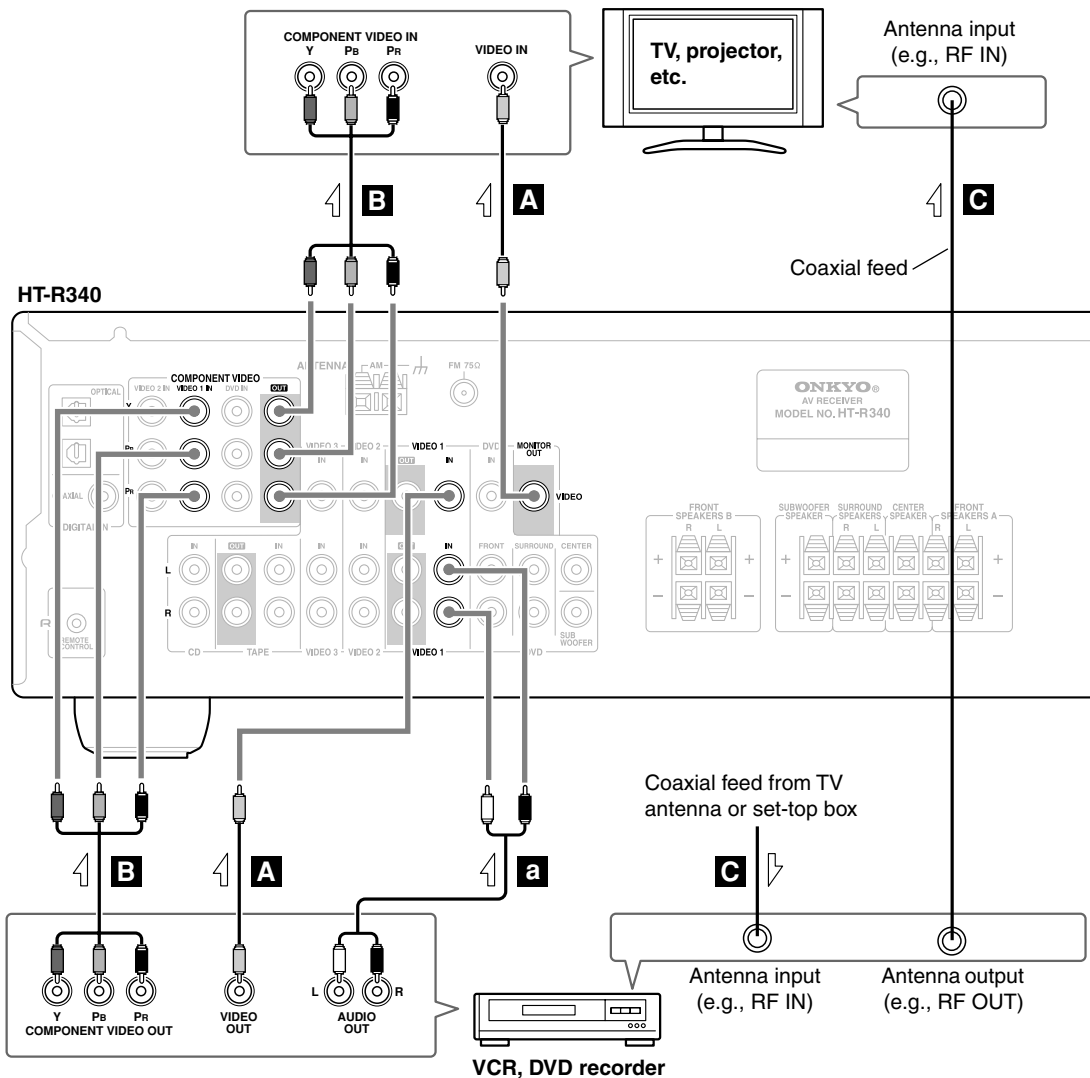 COMPONENT VIDEO IN
Y PB PR
VIDEO IN
TV, projector,
etc.
Antenna input
(e.g., RF IN)
B
A
C
Coaxial feed
HT-R340
ANTENNA
AM
FM 75Ω
COMPONENT VIDEO
OPTICAL
VIDEO 2 IN VIDEO 1 IN DVD IN OUT
ONKYO®
AV RECEIVER
MODEL NO. HT-R340
Y
PB
PR
AXIAL
DIGITAL IN
VIDEO 3 VIDEO 2 VIDEO 1 DVD MONITOR
OUT
IN IN OUT IN IN
VIDEO
FRONT
SPEAKERS B
R L
SUBWOOFER
SPEAKER
SURROUND
SPEAKERS
R L
CENTER
SPEAKER
FRONT
SPEAKERS A
R L
+ + + +
– – – –
IN OUT IN IN IN OUT IN FRONT SURROUND CENTER
L
R
R
REMOTE
CONTROL
SUB
WOOFER
CD TAPE VIDEO 3 VIDEO 2 VIDEO 1 DVD
Coaxial feed from TV
antenna or set-top box
B
A
a
C
Y PB PR
COMPONENT VIDEO OUT
VIDEO
OUT
L R
AUDIO
OUT
Antenna input
(e.g., RF IN)
Antenna output
(e.g., RF OUT)
VCR, DVD recorder